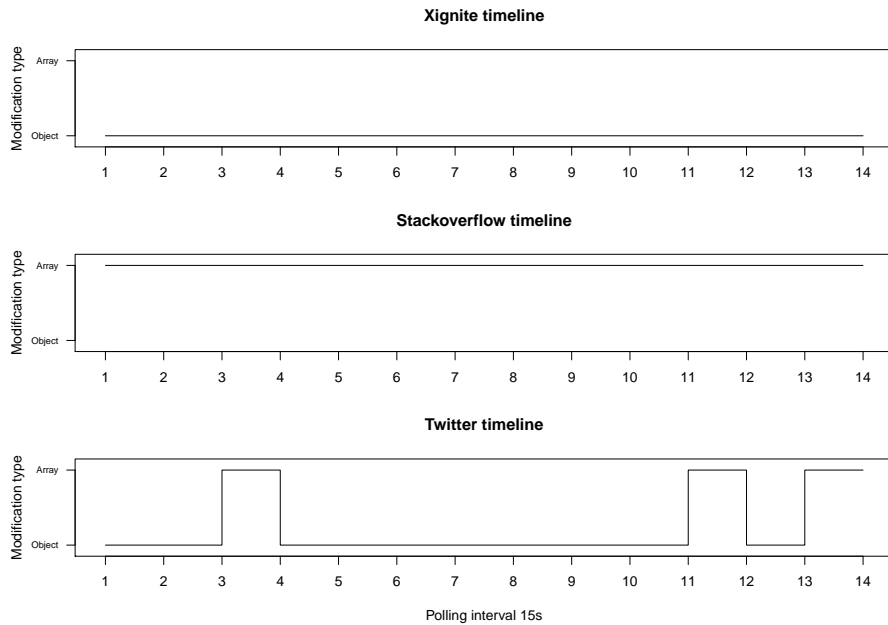 Xignite timeline
Modification type
Array
Object
1 2 3 4 5 6 7 8 9 10 11 12 13 14
Stackoverflow timeline
Modification type
Array
Object
1 2 3 4 5 6 7 8 9 10 11 12 13 14
Twitter timeline
Modification type
Array
Object
1 2 3 4 5 6 7 8 9 10 11 12 13 14
Polling interval 15s